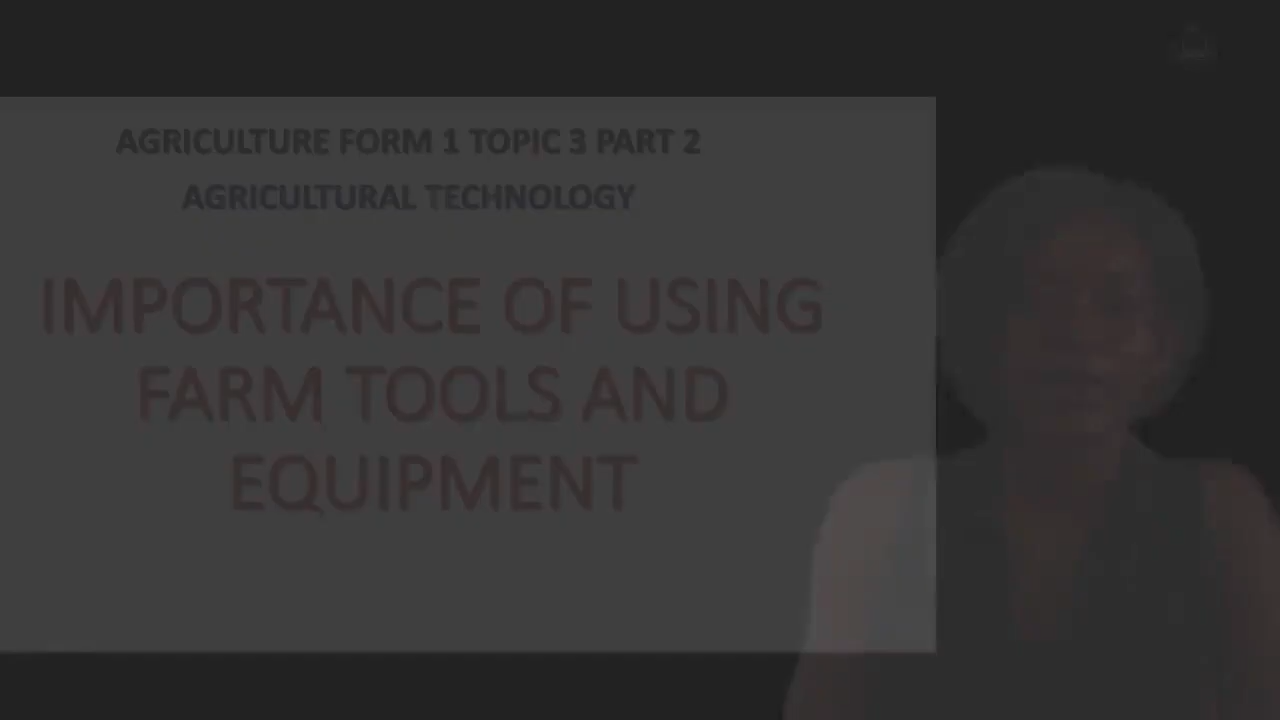 AGRICULTURE FORM 1 TOPIC 3 PART 2
AGRICULTURAL TECHNOLOGY
IMPORTANCE OF USING
FARM TOOLS AND
EQUIPMENT